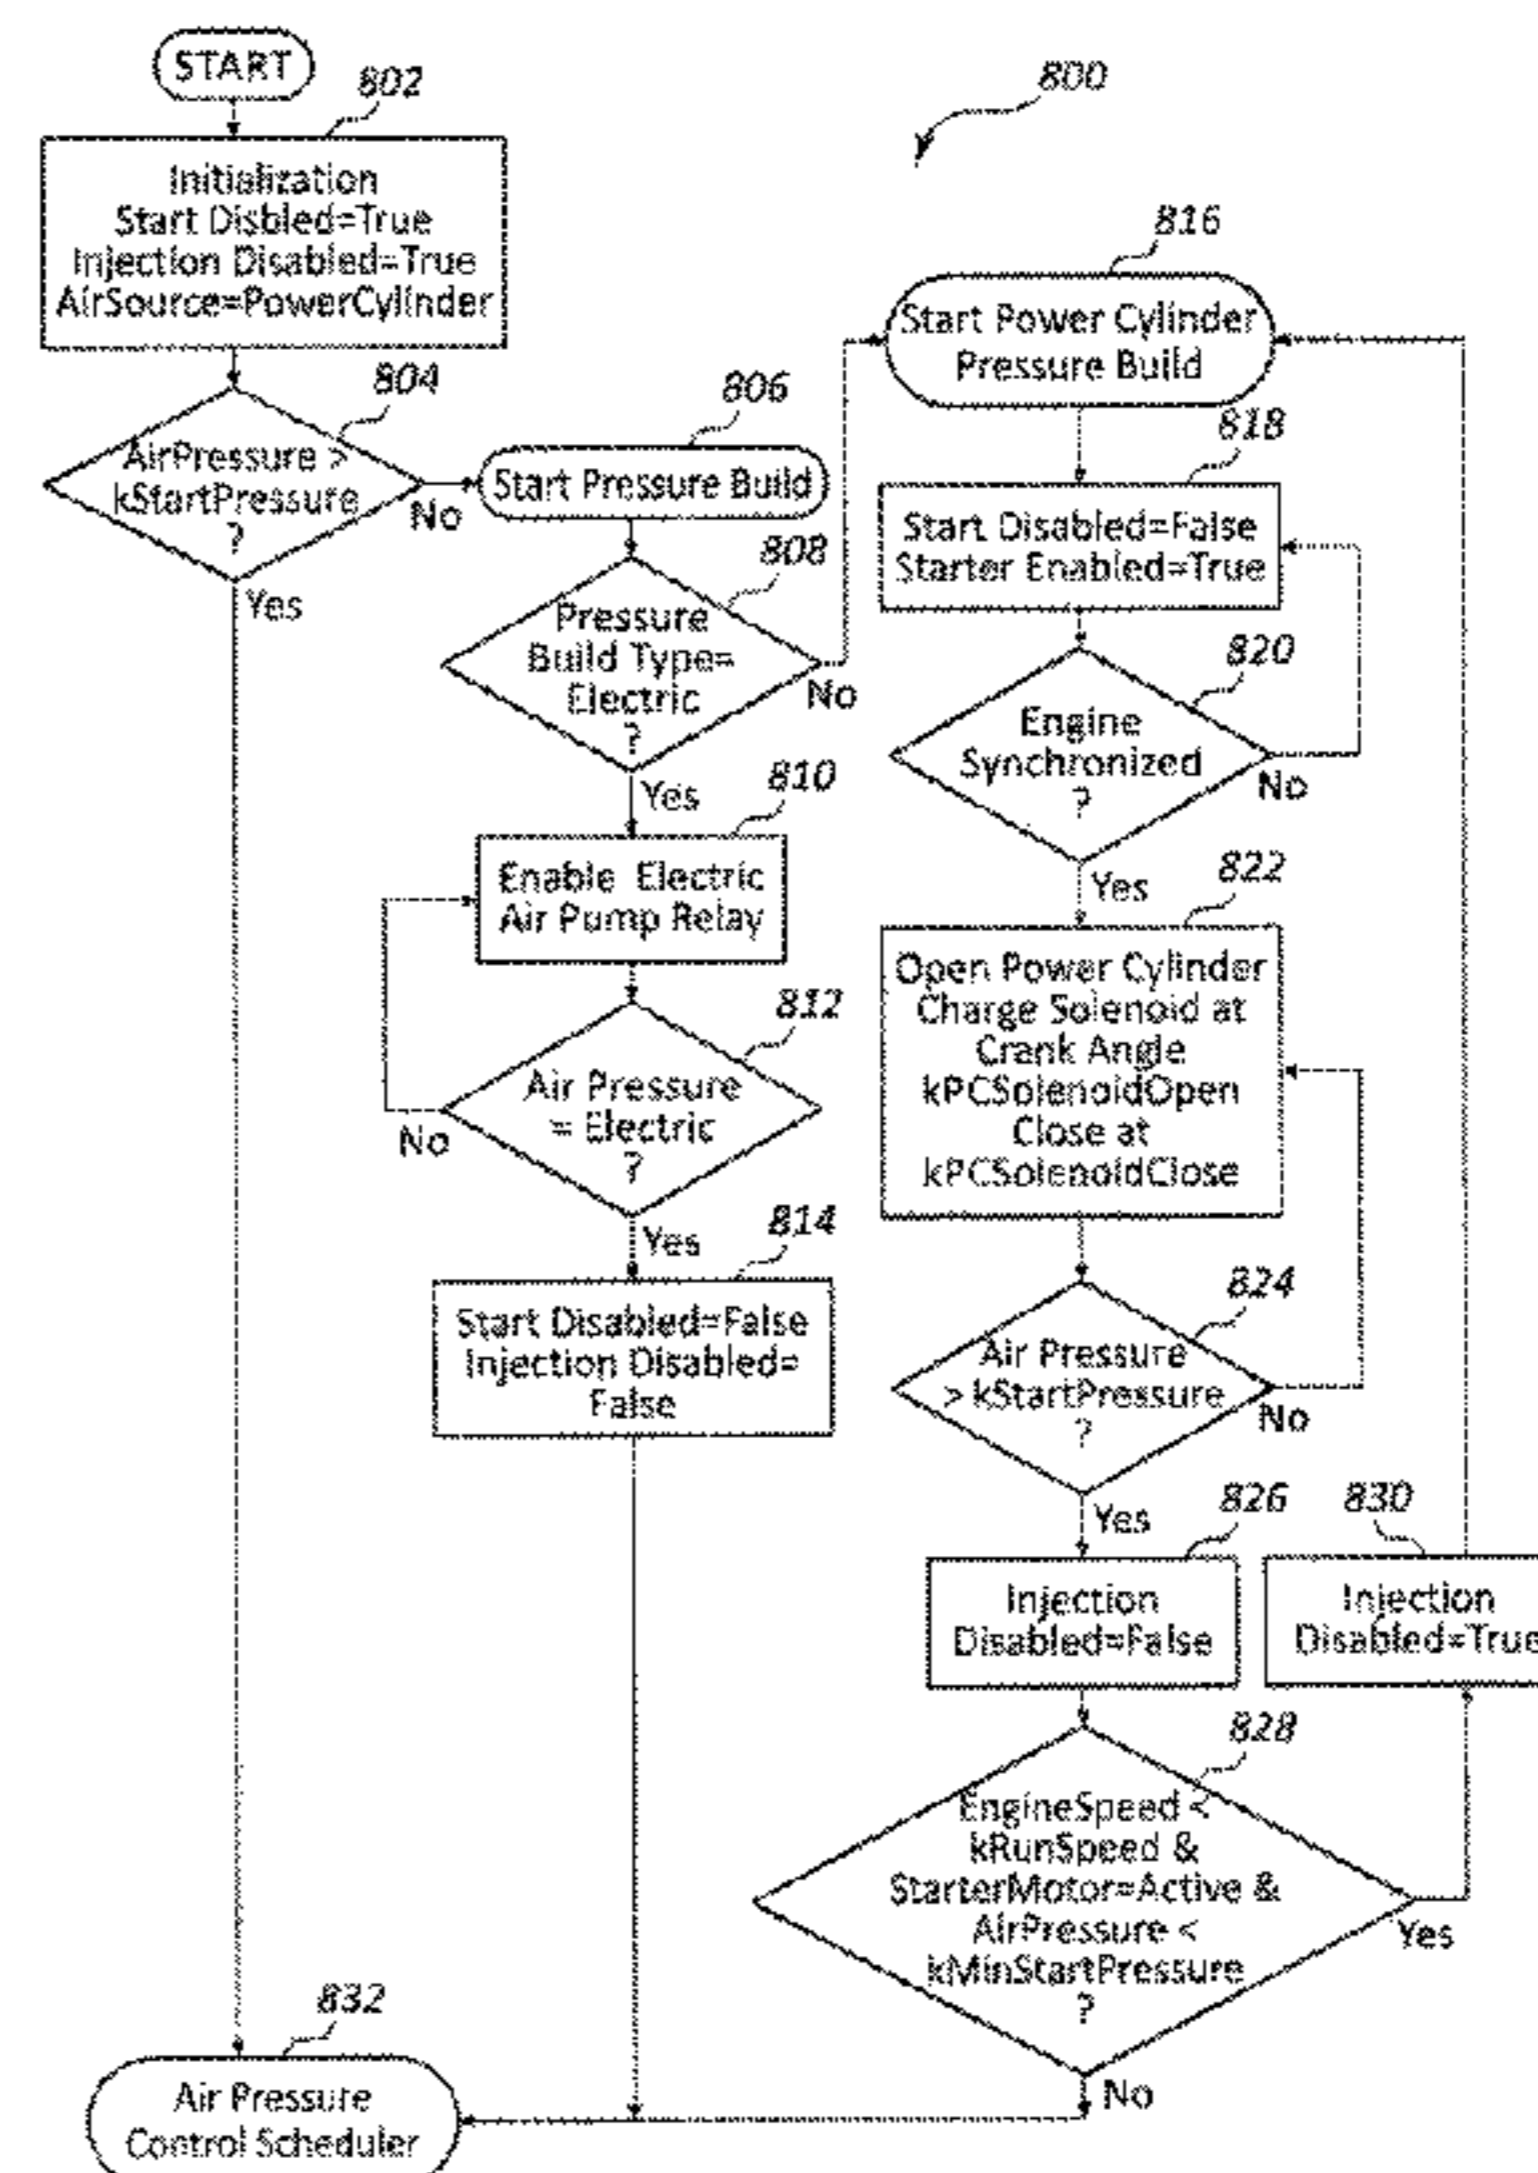 START
802
Initialization
Start Disbled=True
Injection Disabled=True
AirSource=PowerCylinder
804
AirPressure >
kStartPressure
?
No
Yes
806
Start Pressure Build
808
Pressure
Build Type=
Electric
?
No
Yes
810
Enable Electric
Air Pump Relay
812
Air Pressure
= Electric
?
No
Yes
814
Start Disabled=False
Injection Disabled=
False
800
816
Start Power Cylinder
Pressure Build
818
Start Disabled=False
Starter Enabled=True
820
Engine
Synchronized
?
No
Yes
822
Open Power Cylinder
Charge Solenoid at
Crank Angle
kPCSolenoidOpen
Close at
kPCSolenoidClose
824
Air Pressure
> kStartPressure
?
No
Yes
826
Injection
Disabled=False
830
Injection
Disabled=True
828
EngineSpeed <
kRunSpeed &
StarterMotor=Active &
AirPressure <
kMinStartPressure
?
Yes
No
832
Air Pressure
Control Scheduler